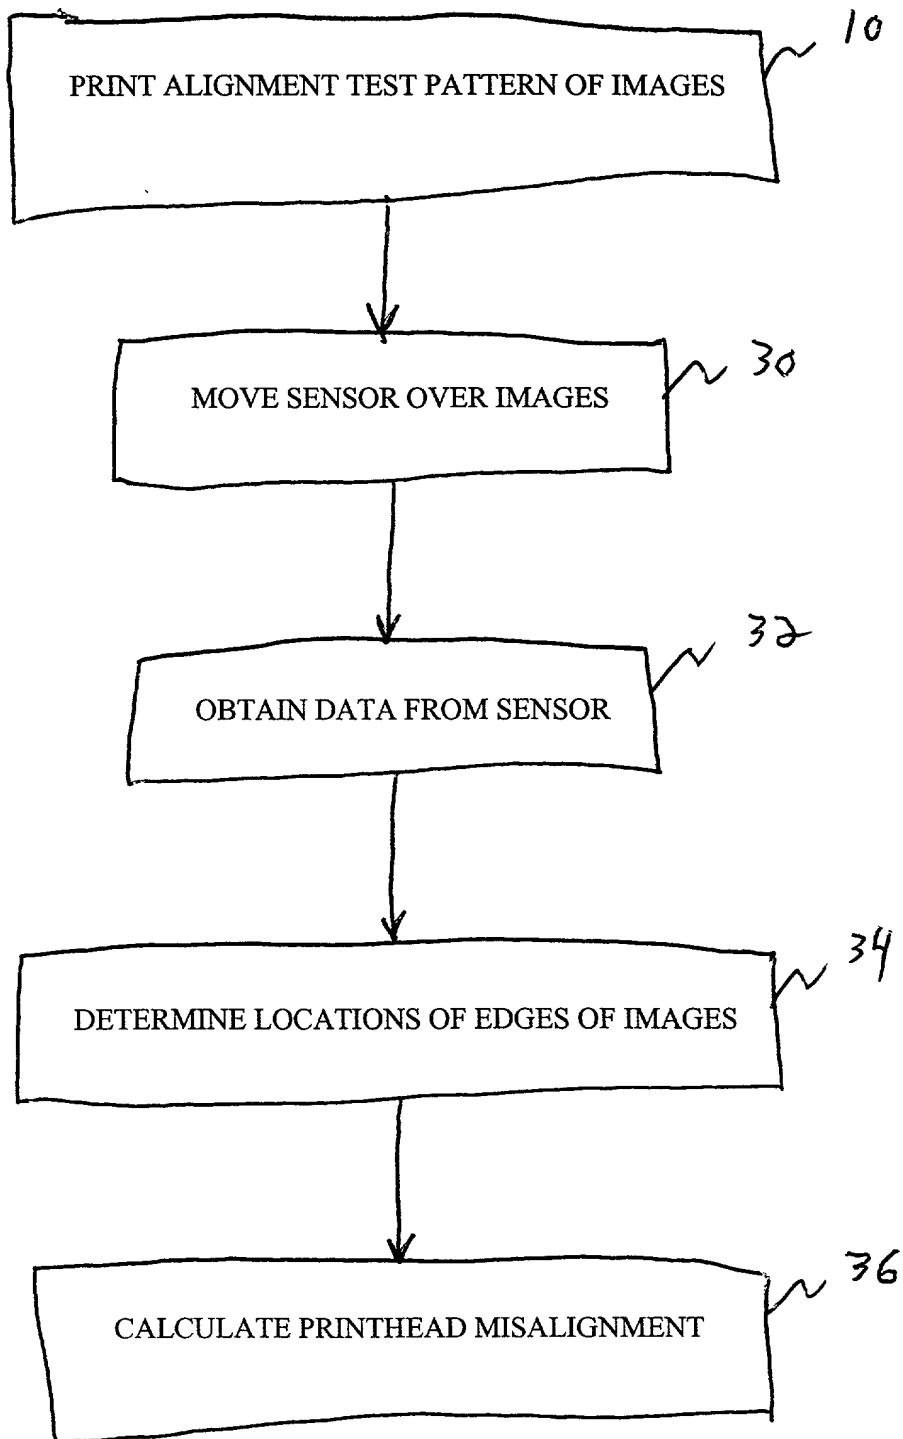 10
PRINT ALIGNMENT TEST PATTERN OF IMAGES
30
MOVE SENSOR OVER IMAGES
32
OBTAIN DATA FROM SENSOR
34
DETERMINE LOCATIONS OF EDGES OF IMAGES
36
CALCULATE PRINTHEAD MISALIGNMENT